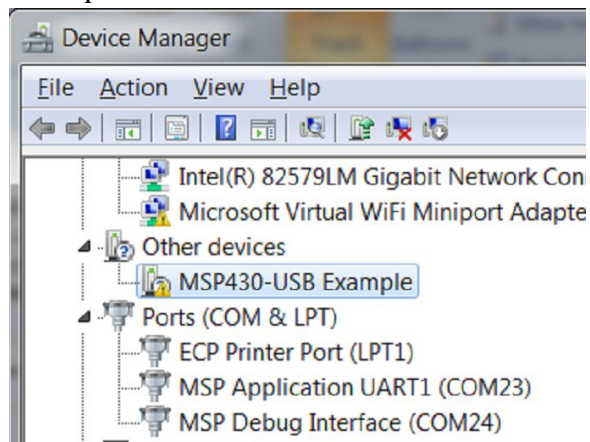 Device Manager
File Action View Help
Intel(R) 82579LM Gigabit Network Con
Microsoft Virtual WiFi Miniport Adapte
Other devices
MSP430-USB Example
Ports (COM & LPT)
ECP Printer Port (LPT1)
MSP Application UART1 (COM23)
MSP Debug Interface (COM24)